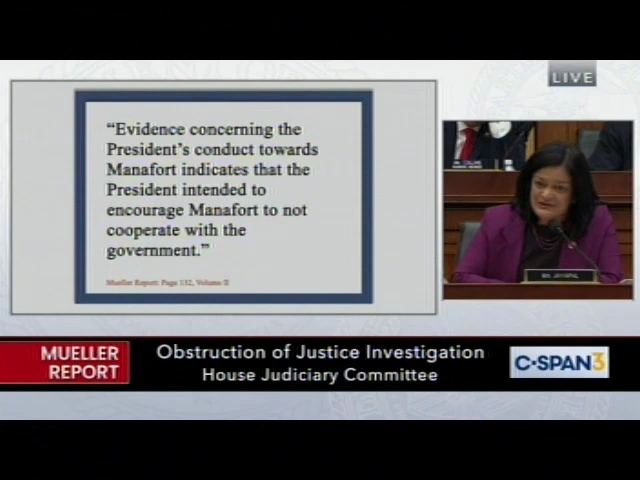 LIVE
“Evidence concerning the
President’s conduct towards
Manafort indicates that the
President intended to
encourage Manafort to not
cooperate with the
government.”
Mueller Report: Page 132, Volume II
Ms. JAYAPAL
MUELLER
REPORT
Obstruction of Justice Investigation
House Judiciary Committee
C-SPAN3